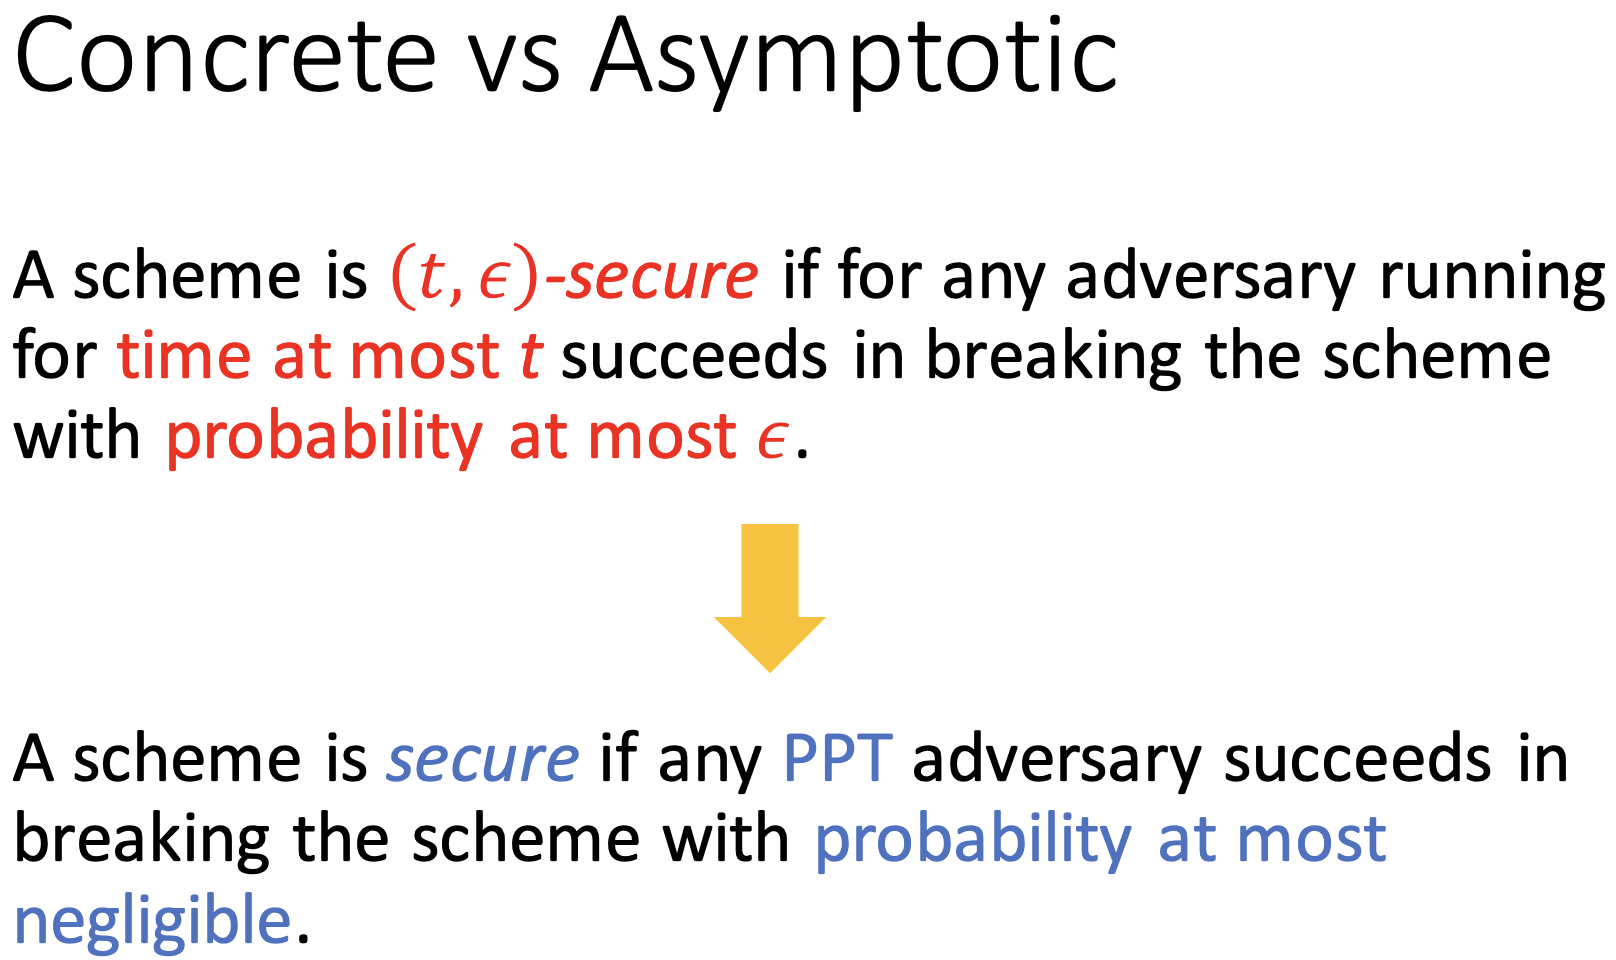 Concrete vs Asymptotic
A scheme is (t, ϵ)-secure if for any adversary running
for time at most t succeeds in breaking the scheme
with probability at most ϵ.
A scheme is secure if any PPT adversary succeeds in
breaking the scheme with probability at most
negligible.